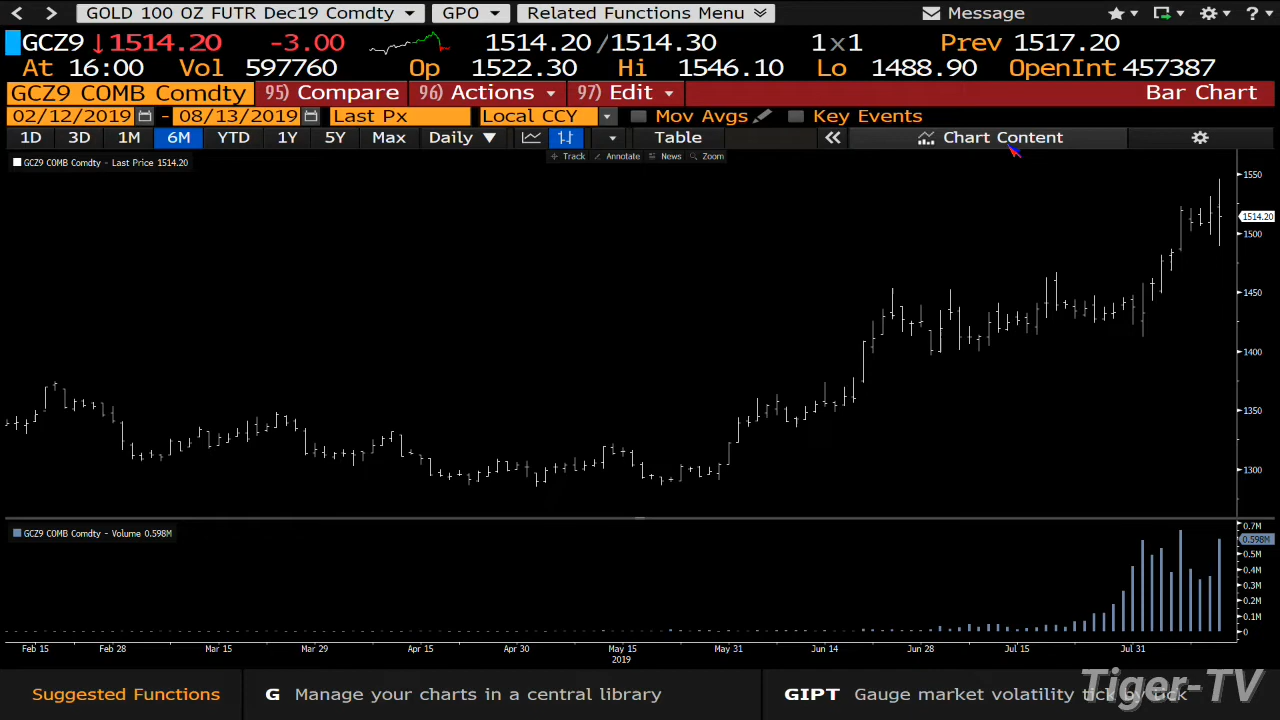 GOLD 100 OZ FUTR Dec19 Comdty GPO Related Functions Menu Message ?
GCZ9 ↓1514.20 -3.00 1514.20/1514.30 1x1 Prev 1517.20
At 16:00 Vol 597760 Op 1522.30 Hi 1546.10 Lo 1488.90 OpenInt 457387
GCZ9 COMB Comdty 95) Compare 96) Actions 97) Edit Bar Chart
02/12/2019 - 08/13/2019 Last Px Local CCY Mov Avgs Key Events
1D 3D 1M 6M YTD 1Y 5Y Max Daily ▼ Table « Chart Content
Track Annotate News Zoom
GCZ9 COMB Comdty - Last Price 1514.20
1550
1514.20
1500
1450
1400
1350
1300
GCZ9 COMB Comdty - Volume 0.598M
0.7M
0.598M
0.5M
0.4M
0.3M
0.2M
0.1M
0
Feb 15 Feb 28 Mar 15 Mar 29 Apr 15 Apr 30 May 15 May 31 Jun 14 Jun 28 Jul 15 Jul 31
2019
Suggested Functions G Manage your charts in a central library GIPT Gauge market volatility tick by tick
Tiger-TV